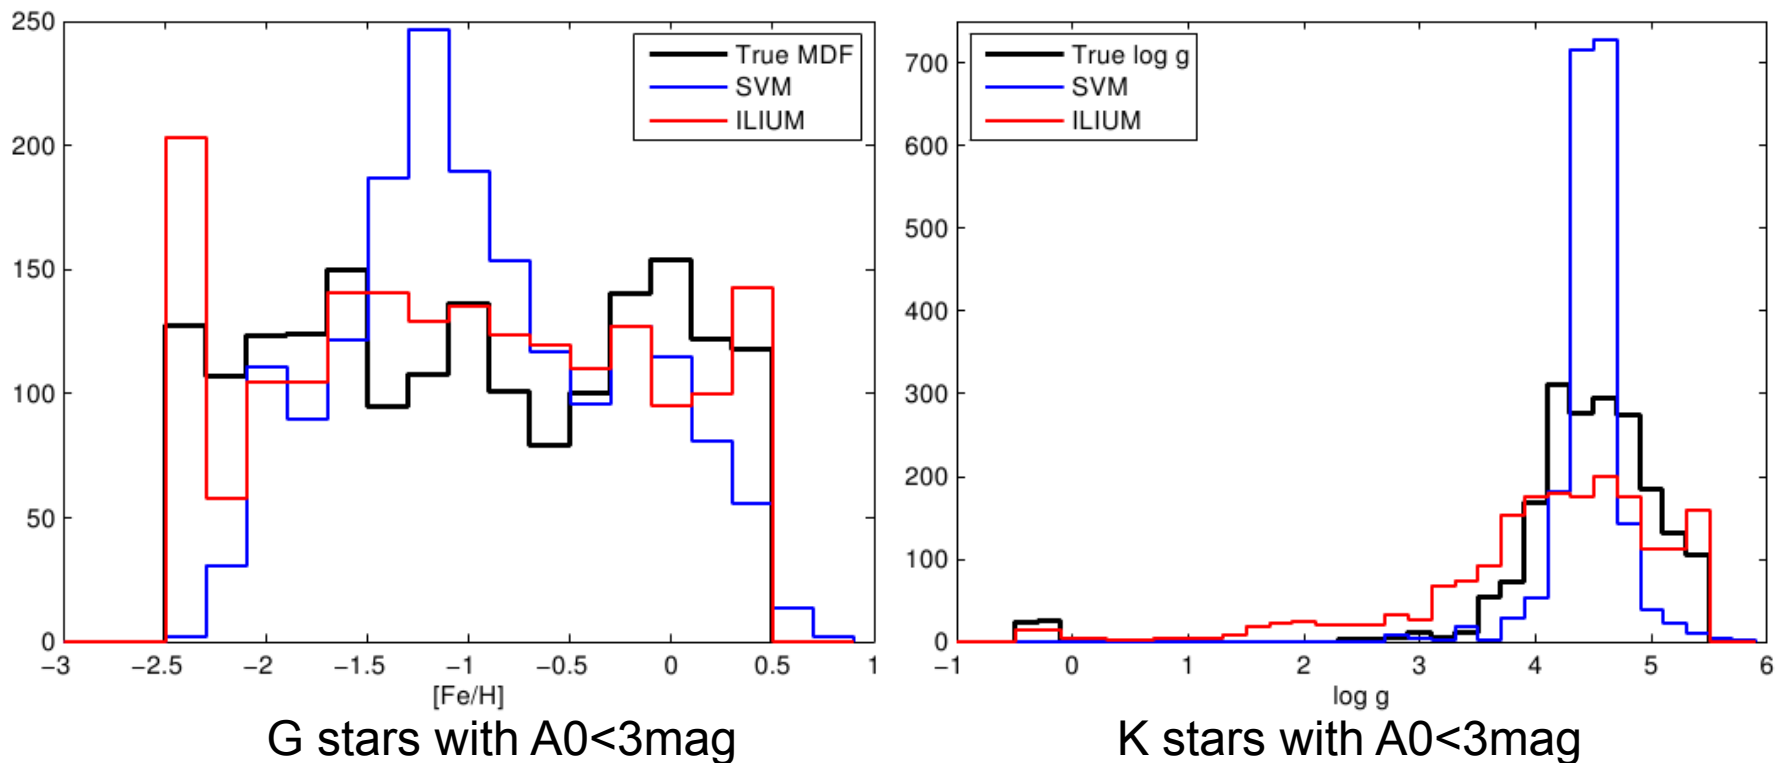 250
200
150
100
50
0
True MDF
SVM
ILIUM
−3 −2.5 −2 −1.5 −1 −0.5 0 0.5 1
[Fe/H]
G stars with A0<3mag
700
600
500
400
300
200
100
0
True log g
SVM
ILIUM
−1 0 1 2 3 4 5 6
log g
K stars with A0<3mag